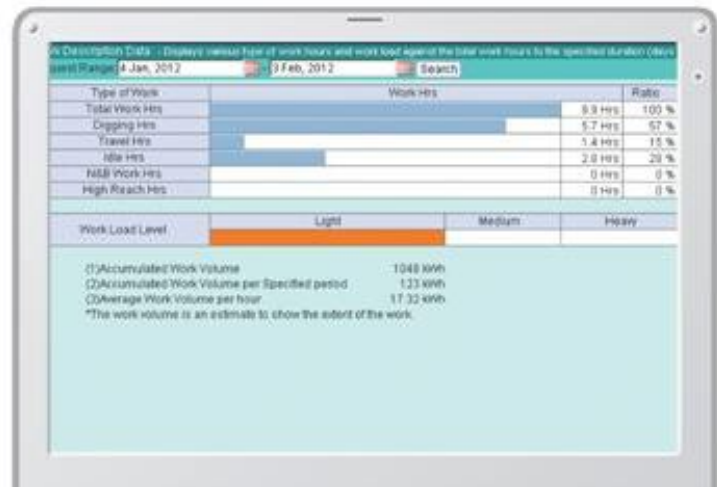 Description Data - Displays various type of work hours and work load against the total work hours to the specified duration (days
Range 4 Jan, 2012 - 3 Feb, 2012 Search
Type of Work Work Hrs Ratio
Total Work Hrs 9.9 Hrs 100 %
Digging Hrs 5.7 Hrs 57 %
Travel Hrs 1.4 Hrs 15 %
Idle Hrs 2.8 Hrs 28 %
N&B Work Hrs 0 Hrs 0 %
High Reach Hrs 0 Hrs 0 %
Work Load Level Light Medium Heavy
(1)Accumulated Work Volume 1048 kWh
(2)Accumulated Work Volume per Specified period 123 kWh
(3)Average Work Volume per hour 17.32 kWh
*The work volume is an estimate to show the extent of the work.